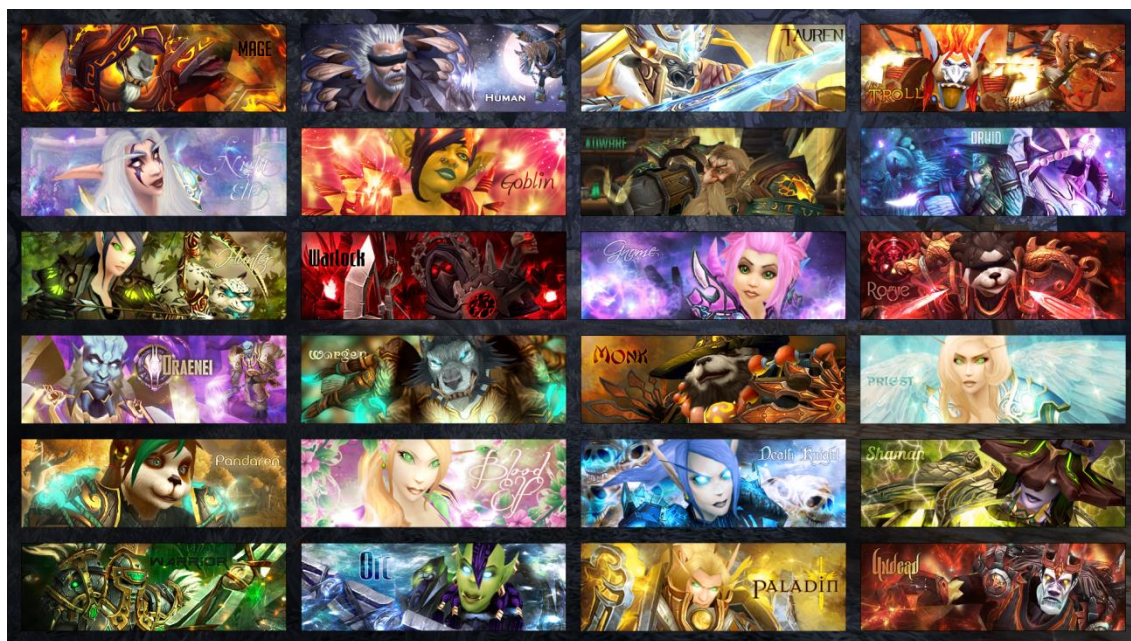 MAGE
HUMAN
TAUREN
TROLL
Night
Elf
Goblin
DWARF
DRUID
Hunter
Warlock
Gnome
Rogue
DRAENEI
Worgen
MONK
PRIEST
Pandaren
Blood
Elf
Death Knight
Shaman
WARRIOR
Orc
PALADIN
Undead